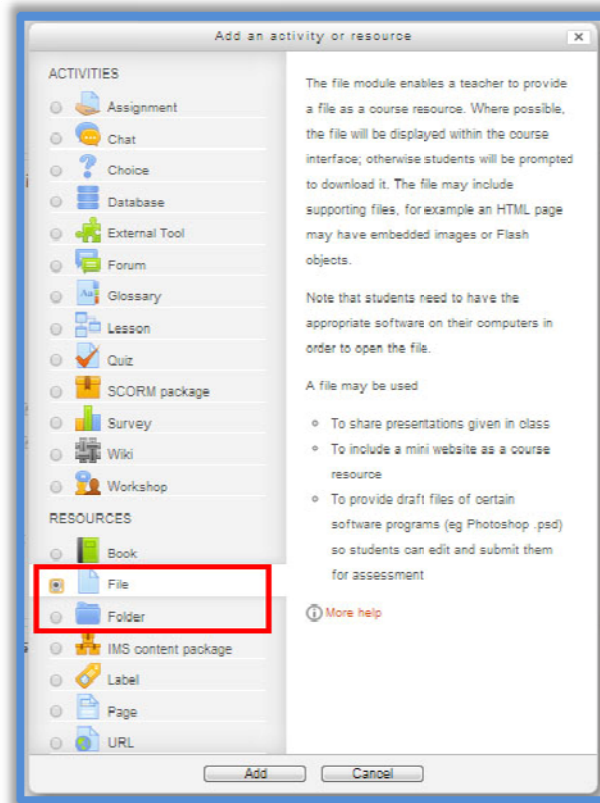 Add an activity or resource
ACTIVITIES
Assignment
Chat
Choice
Database
External Tool
Forum
Aa
Glossary
Lesson
Quiz
SCORM package
Survey
Wiki
Workshop
RESOURCES
Book
File
Folder
IMS content package
Label
Page
URL
The file module enables a teacher to provide
a file as a course resource. Where possible,
the file will be displayed within the course
interface; otherwise students will be prompted
to download it. The file may include
supporting files, for example an HTML page
may have embedded images or Flash
objects.
Note that students need to have the
appropriate software on their computers in
order to open the file.
A file may be used
To share presentations given in class
To include a mini website as a course
resource
To provide draft files of certain
software programs (eg Photoshop .psd)
so students can edit and submit them
for assessment
More help
Add
Cancel